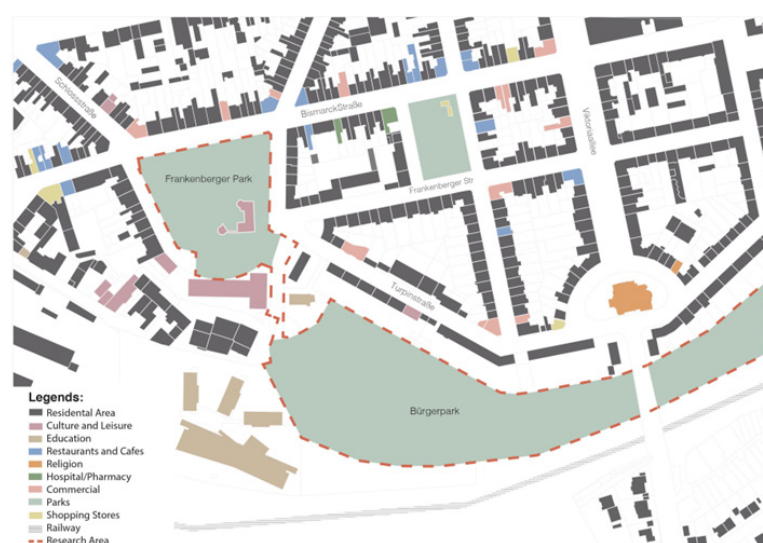 Schlossstraße
BismarckStraße
Viktoriaallee
Frankenberger Park
Frankenberger Str
Turpinstraße
Bürgerpark
Legends:
Residental Area
Culture and Leisure
Education
Restaurants and Cafes
Religion
Hospital/Pharmacy
Commercial
Parks
Shopping Stores
Railway
Research Area